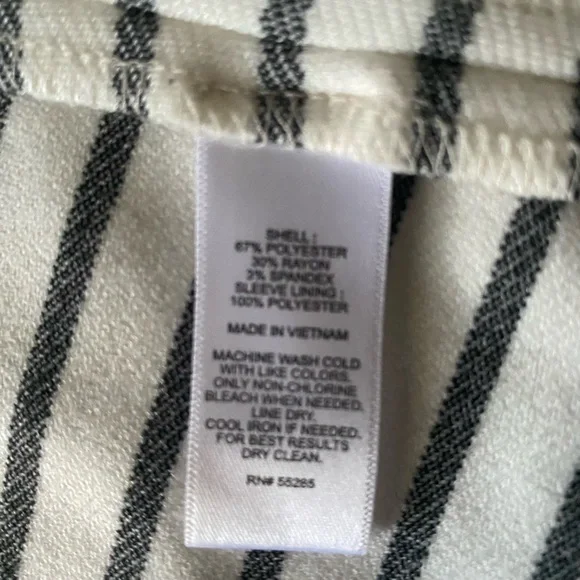 SHELL :
67% POLYESTER
30% RAYON
3% SPANDEX
SLEEVE LINING :
100% POLYESTER
MADE IN VIETNAM
MACHINE WASH COLD
WITH LIKE COLORS.
ONLY NON-CHLORINE
BLEACH WHEN NEEDED.
LINE DRY.
COOL IRON IF NEEDED.
FOR BEST RESULTS
DRY CLEAN.
RN# 55285